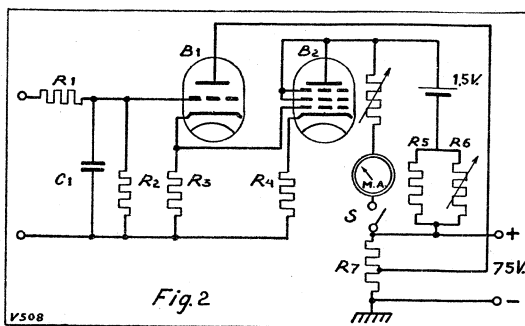 B1
B2
R1
1,5V.
C1
R2
R3
R4
M.A.
R5
R6
S
+
R7
75V.
−
Fig.2
V508